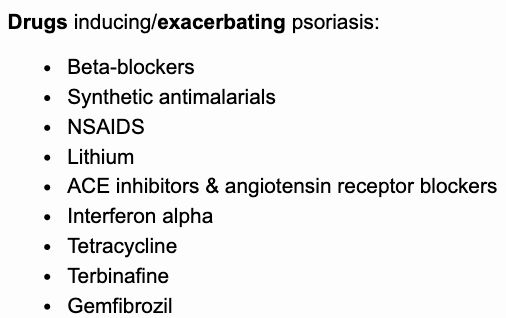 Drugs inducing/exacerbating psoriasis:
• Beta-blockers
• Synthetic antimalarials
• NSAIDS
• Lithium
• ACE inhibitors & angiotensin receptor blockers
• Interferon alpha
• Tetracycline
• Terbinafine
• Gemfibrozil